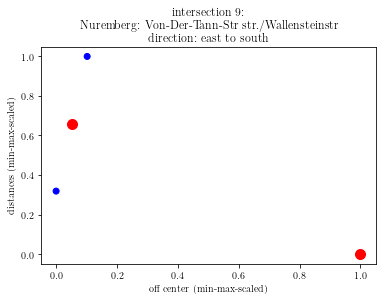 intersection 9:
Nuremberg: Von-Der-Tann-Str str./Wallensteinstr
direction: east to south
distances (min-max-scaled)
1.0
0.8
0.6
0.4
0.2
0.0
0.0 0.2 0.4 0.6 0.8 1.0
off center (min-max-scaled)